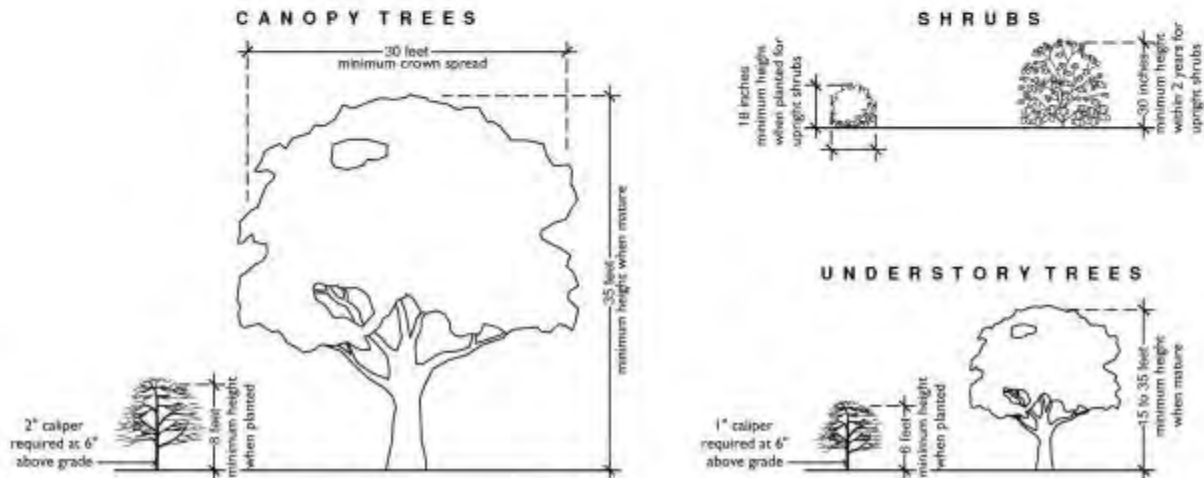 CANOPY TREES
30 feet
minimum crown spread
35 feet
minimum height when mature
2" caliper
required at 6"
above grade
8 feet
minimum height
when planted
SHRUBS
18 inches
minimum height
when planted for
upright shrubs
30 inches
minimum height
within 2 years for
upright shrubs
UNDERSTORY TREES
1" caliper
required at 6"
above grade
6 feet
minimum height
when planted
15 to 35 feet
minimum height
when mature